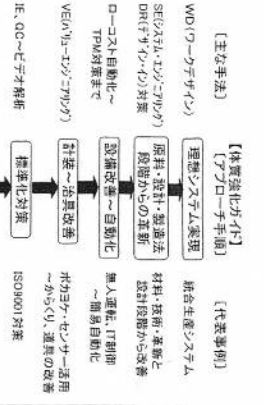 【体質強化ガイド】
〔主な手法〕
〔アプローチ手順〕
〔代表事例〕
WD(ワークデザイン)
理想システム実現
統合生産システム
SE(システム・エンジニアリング)
DR(デザイン・イン)対策
原料・設計・製造法
段階からの革新
材料・技術・革新と
設計段階から改善
ローコスト自動化～
TPM対策まで
設備改善～自動化
無人運転、IT制御
～簡易自動化
VE(バリュー・エンジニアリング)
計装～治具改善
ポカヨケ・センサー活用
～からくり、道具の改善
IE、QC～ビデオ解析
標準化対策
ISO9001対策